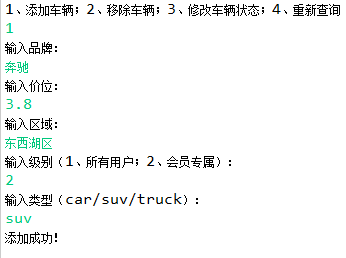 1、添加车辆；2、移除车辆；3、修改车辆状态；4、重新查询
1
输入品牌：
奔驰
输入价位：
3.8
输入区域：
东西湖区
输入级别（1、所有用户；2、会员专属）：
2
输入类型（car/suv/truck）：
suv
添加成功！